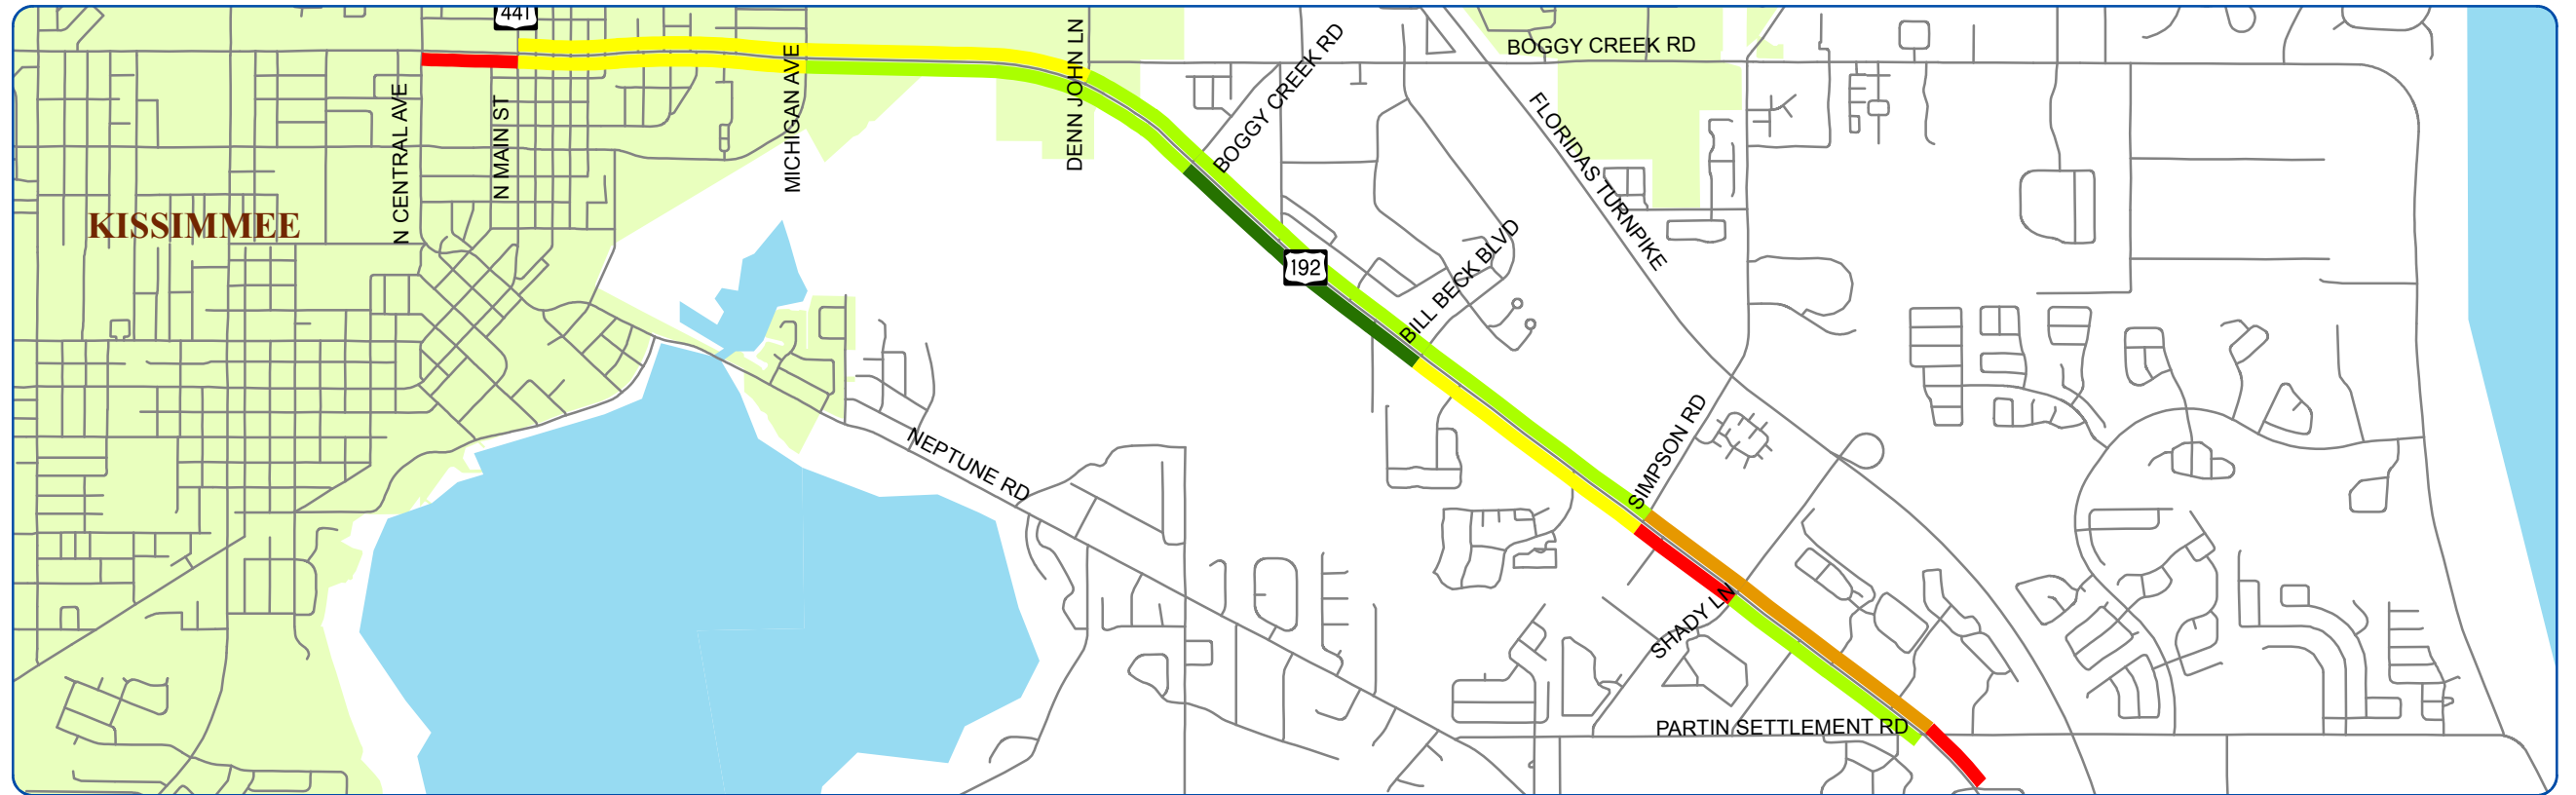 441
BOGGY CREEK RD
BOGGY CREEK RD
DENN JOHN LN
MICHIGAN AVE
N CENTRAL AVE
N MAIN ST
FLORIDAS TURNPIKE
KISSIMMEE
192
BILL BECK BLVD
SIMPSON RD
NEPTUNE RD
SHADY LN
PARTIN SETTLEMENT RD